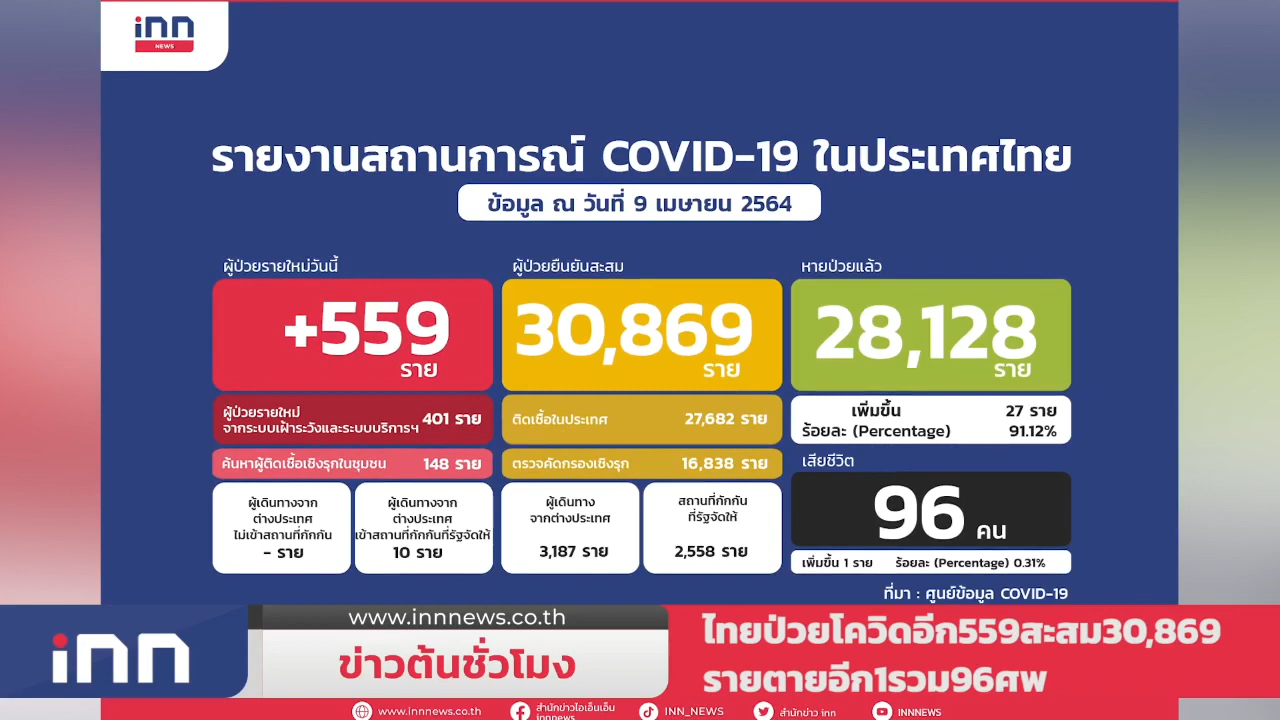 inn
NEWS
รายงานสถานการณ์ COVID-19 ในประเทศไทย
ข้อมูล ณ วันที่ 9 เมษายน 2564
ผู้ป่วยรายใหม่วันนี้
+559
ราย
ผู้ป่วยรายใหม่
จากระบบเฝ้าระวังและระบบบริการฯ 401 ราย
ค้นหาผู้ติดเชื้อเชิงรุกในชุมชน 148 ราย
ผู้เดินทางจาก
ต่างประเทศ
ไม่เข้าสถานที่กักกัน
- ราย
ผู้เดินทางจาก
ต่างประเทศ
เข้าสถานที่กักกันที่รัฐจัดให้
10 ราย
ผู้ป่วยยืนยันสะสม
30,869
ราย
ติดเชื้อในประเทศ 27,682 ราย
ตรวจคัดกรองเชิงรุก 16,838 ราย
ผู้เดินทาง
จากต่างประเทศ
3,187 ราย
สถานที่กักกัน
ที่รัฐจัดให้
2,558 ราย
หายป่วยแล้ว
28,128
ราย
เพิ่มขึ้น 27 ราย
ร้อยละ (Percentage) 91.12%
เสียชีวิต
96 คน
เพิ่มขึ้น 1 ราย ร้อยละ (Percentage) 0.31%
ที่มา : ศูนย์ข้อมูล COVID-19
inn
www.innnews.co.th
ข่าวต้นชั่วโมง
ไทยป่วยโควิดอีก559สะสม30,869
รายตายอีก1รวม96ศพ
www.innnews.co.th
สำนักข่าวไอเอ็นเอ็น
innnews
INN_NEWS
สำนักข่าว inn
INNNEWS